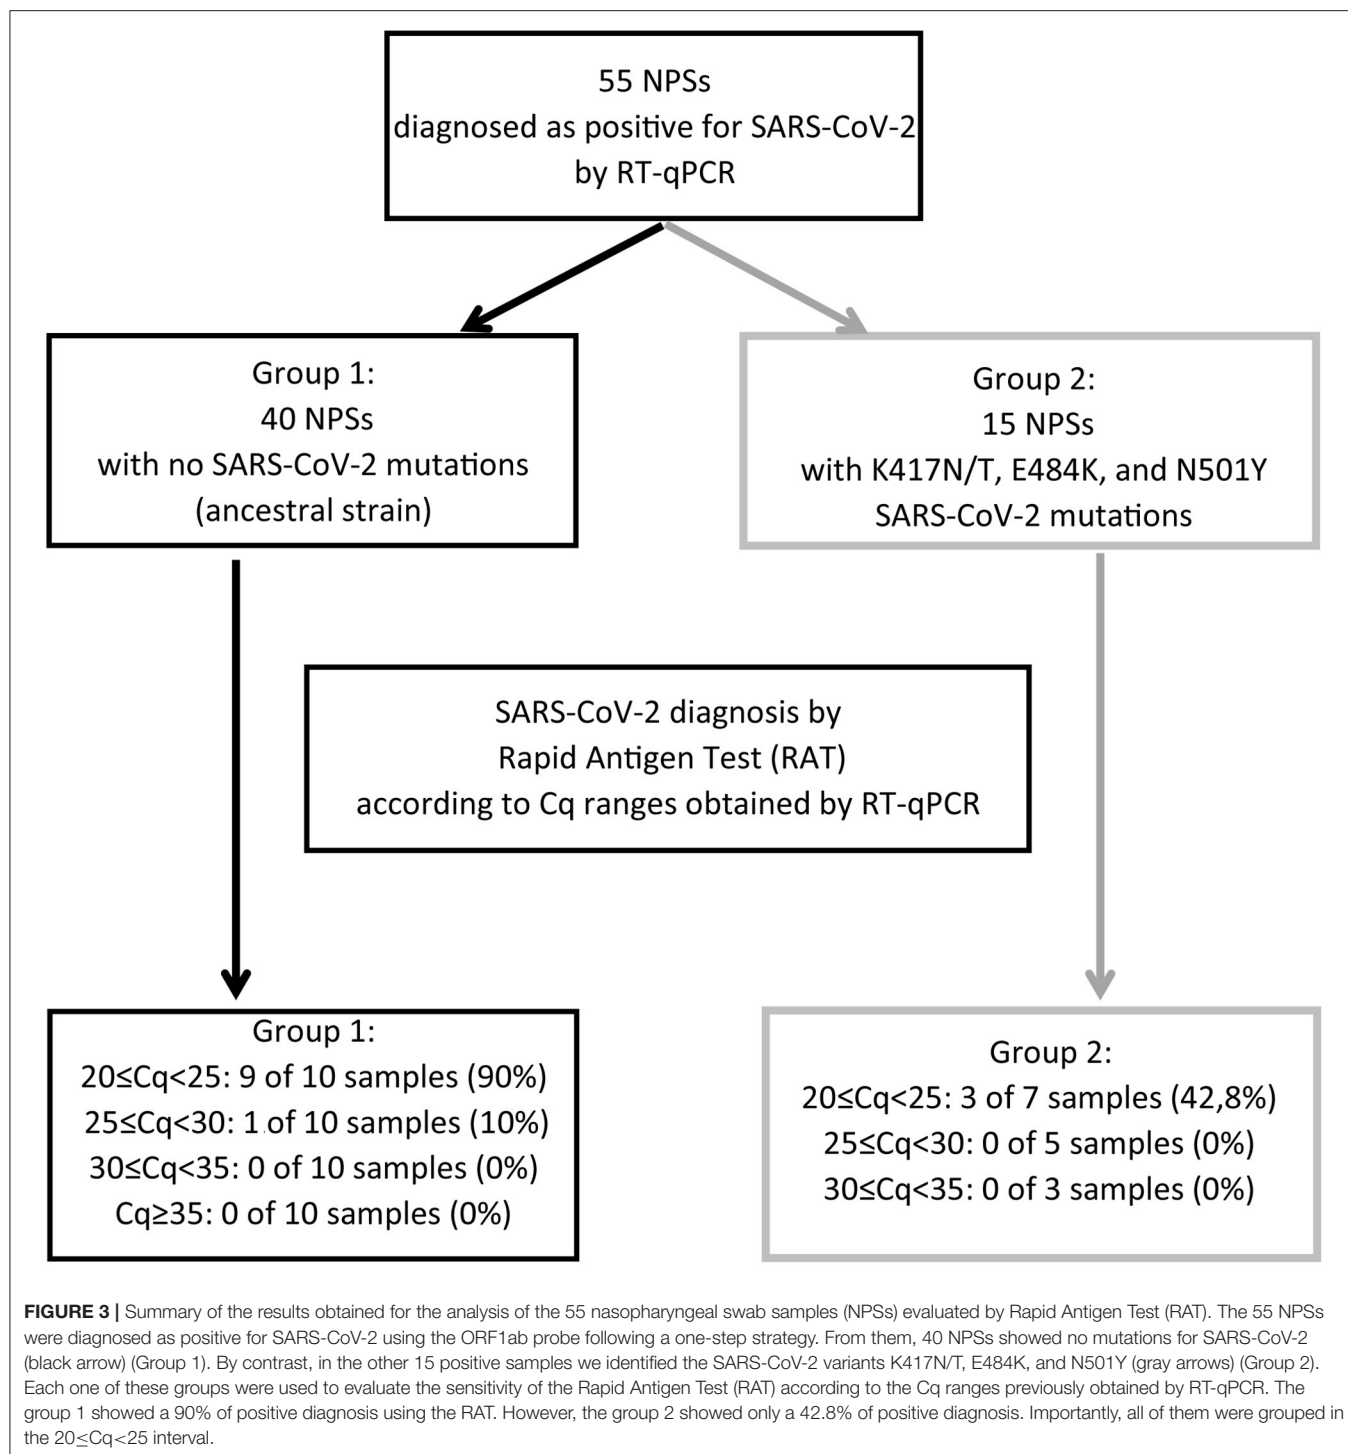 55 NPSs
diagnosed as positive for SARS-CoV-2
by RT-qPCR
Group 1:
40 NPSs
with no SARS-CoV-2 mutations
(ancestral strain)
Group 2:
15 NPSs
with K417N/T, E484K, and N501Y
SARS-CoV-2 mutations
SARS-CoV-2 diagnosis by
Rapid Antigen Test (RAT)
according to Cq ranges obtained by RT-qPCR
Group 1:
20≤Cq<25: 9 of 10 samples (90%)
25≤Cq<30: 1 of 10 samples (10%)
30≤Cq<35: 0 of 10 samples (0%)
Cq≥35: 0 of 10 samples (0%)
Group 2:
20≤Cq<25: 3 of 7 samples (42,8%)
25≤Cq<30: 0 of 5 samples (0%)
30≤Cq<35: 0 of 3 samples (0%)
FIGURE 3 | Summary of the results obtained for the analysis of the 55 nasopharyngeal swab samples (NPSs) evaluated by Rapid Antigen Test (RAT). The 55 NPSs
were diagnosed as positive for SARS-CoV-2 using the ORF1ab probe following a one-step strategy. From them, 40 NPSs showed no mutations for SARS-CoV-2
(black arrow) (Group 1). By contrast, in the other 15 positive samples we identified the SARS-CoV-2 variants K417N/T, E484K, and N501Y (gray arrows) (Group 2).
Each one of these groups were used to evaluate the sensitivity of the Rapid Antigen Test (RAT) according to the Cq ranges previously obtained by RT-qPCR. The
group 1 showed a 90% of positive diagnosis using the RAT. However, the group 2 showed only a 42.8% of positive diagnosis. Importantly, all of them were grouped in
the 20≤Cq<25 interval.